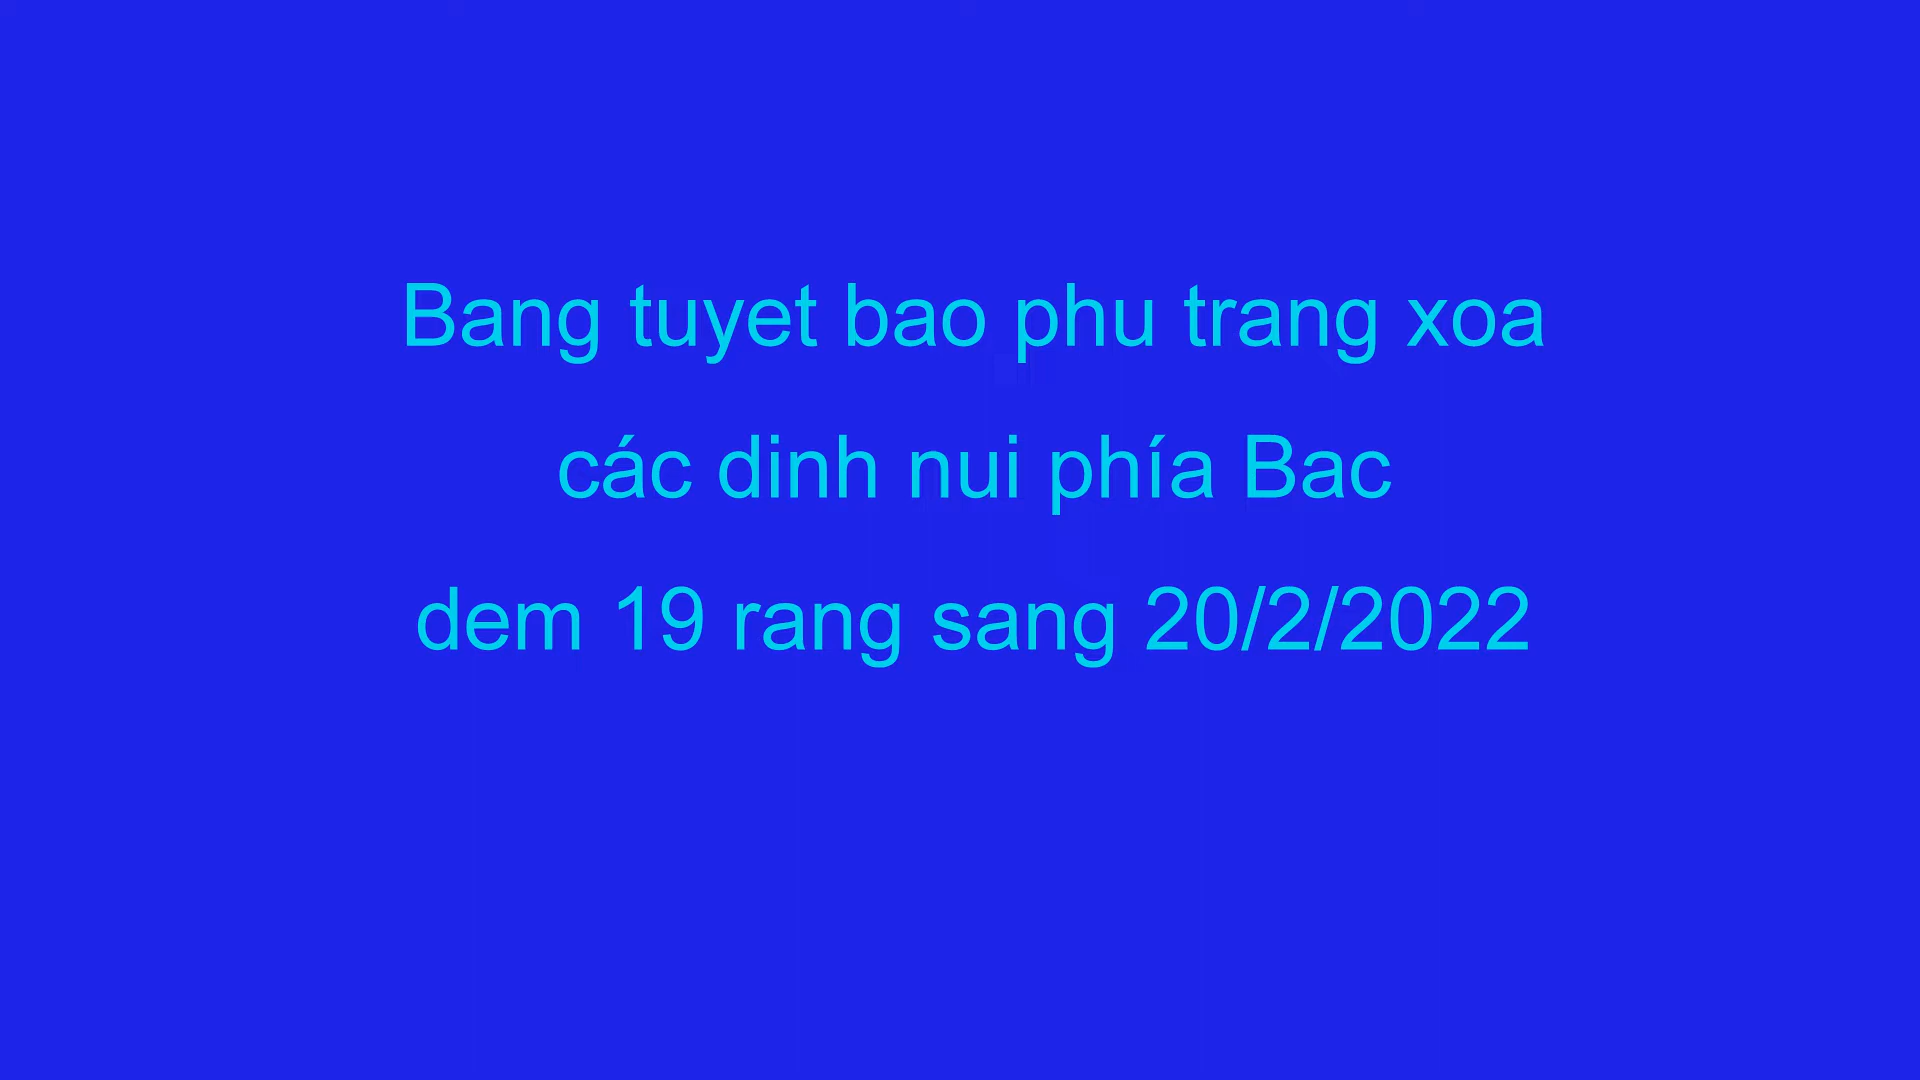 Bang tuyet bao phu trang xoa
các dinh nui phía Bac
dem 19 rang sang 20/2/2022